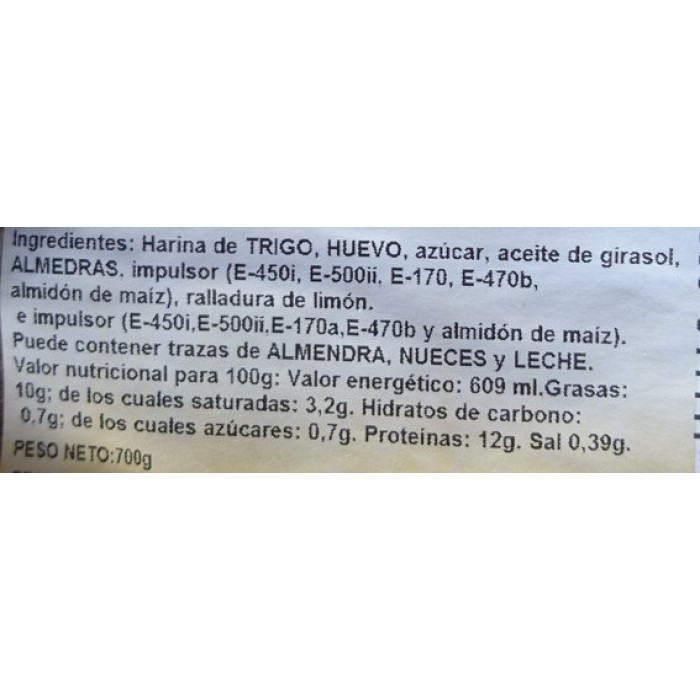 Ingredientes: Harina de TRIGO, HUEVO, azúcar, aceite de girasol,
ALMEDRAS. impulsor (E-450i, E-500ii. E-170, E-470b,
almidón de maíz), ralladura de limón.
e impulsor (E-450i,E-500ii,E-170a,E-470b y almidón de maíz).
Puede contener trazas de ALMENDRA, NUECES y LECHE.
Valor nutricional para 100g: Valor energético: 609 ml.Grasas:
10g; de los cuales saturadas: 3,2g. Hidratos de carbono:
0,7g; de los cuales azúcares: 0,7g. Proteínas: 12g. Sal 0,39g.
PESO NETO:700g